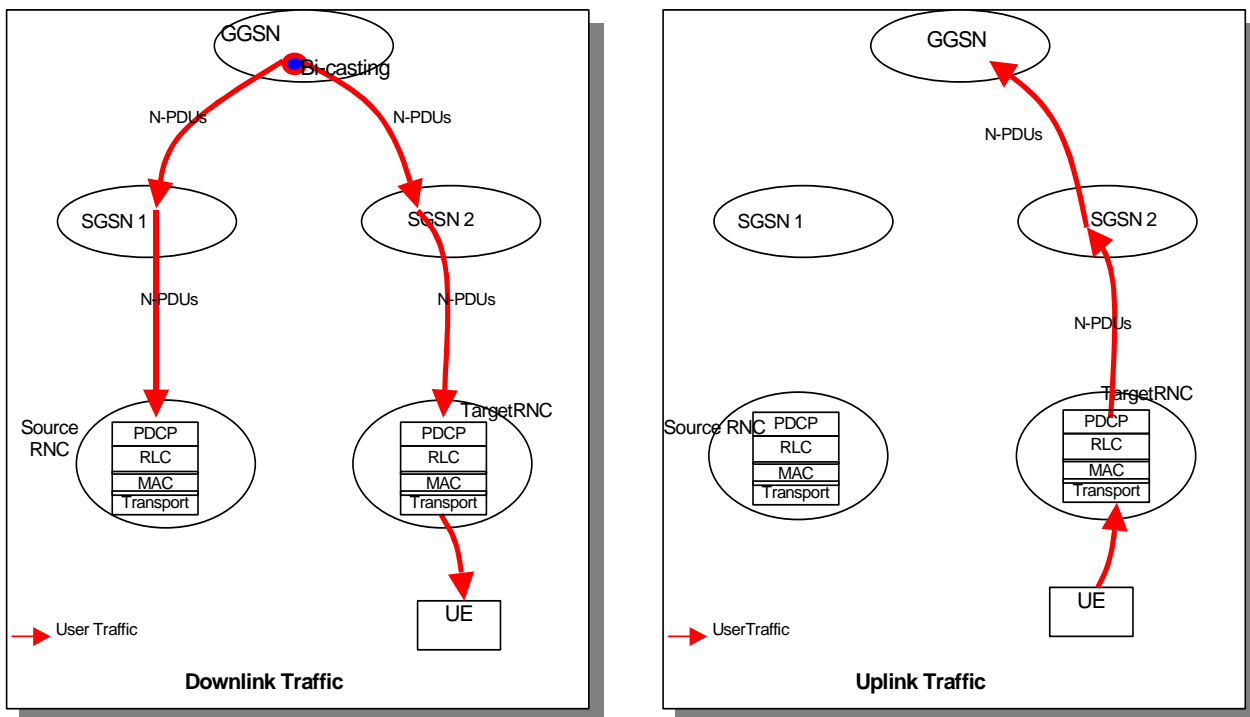 GGSN
Bi-casting
N-PDUs
N-PDUs
SGSN 1
SGSN 2
N-PDUs
N-PDUs
Source
RNC
TargetRNC
PDCP
RLC
MAC
Transport
PDCP
RLC
MAC
Transport
UE
User Traffic
Downlink Traffic
GGSN
N-PDUs
SGSN 1
SGSN 2
N-PDUs
Source RNC
TargetRNC
PDCP
RLC
MAC
Transport
PDCP
RLC
MAC
Transport
UE
UserTraffic
Uplink Traffic